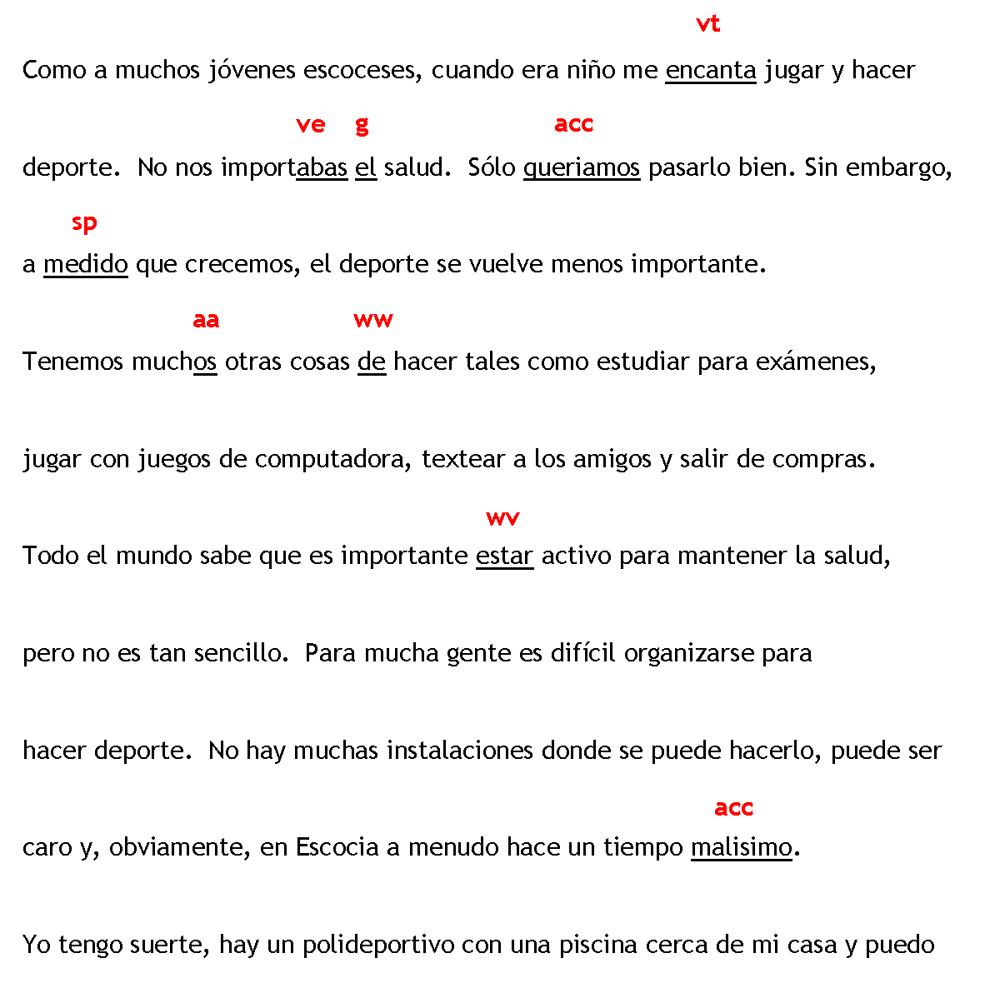 vt
Como a muchos jóvenes escoceses, cuando era niño me encanta jugar y hacer
ve g acc
deporte. No nos importabas el salud. Sólo queriamos pasarlo bien. Sin embargo,
sp
a medido que crecemos, el deporte se vuelve menos importante.
aa ww
Tenemos muchos otras cosas de hacer tales como estudiar para exámenes,
jugar con juegos de computadora, textear a los amigos y salir de compras.
wv
Todo el mundo sabe que es importante estar activo para mantener la salud,
pero no es tan sencillo. Para mucha gente es difícil organizarse para
hacer deporte. No hay muchas instalaciones donde se puede hacerlo, puede ser
acc
caro y, obviamente, en Escocia a menudo hace un tiempo malisimo.
Yo tengo suerte, hay un polideportivo con una piscina cerca de mi casa y puedo